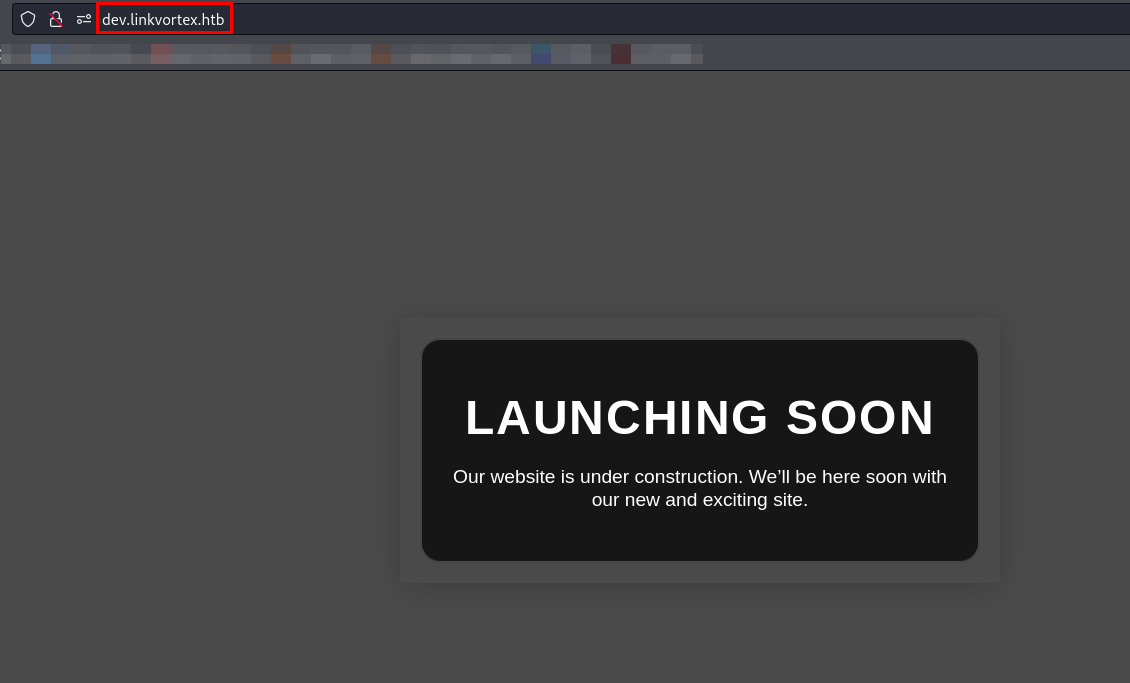 dev.linkvortex.htb
LAUNCHING SOON
Our website is under construction. We’ll be here soon with
our new and exciting site.